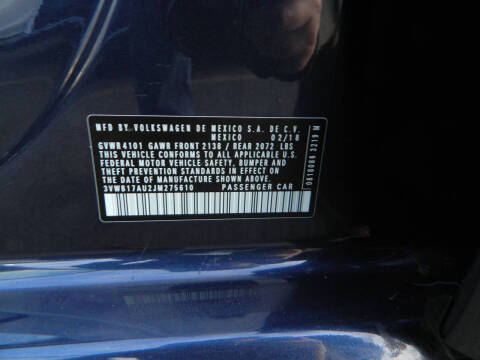 MFD.BY.VOLKSWAGEN DE MEXICO S.A. DE C.V.
MEXICO 02/18
GVWR4101 GAWR FRONT 2138 / REAR 2072 LBS
THIS VEHICLE CONFORMS TO ALL APPLICABLE U.S.
FEDERAL MOTOR VEHICLE SAFETY, BUMPER AND
THEFT PREVENTION STANDARDS IN EFFECT ON
THE DATE OF MANUFACTURE SHOWN ABOVE.
3VWB17AU2JM275610 PASSENGER CAR